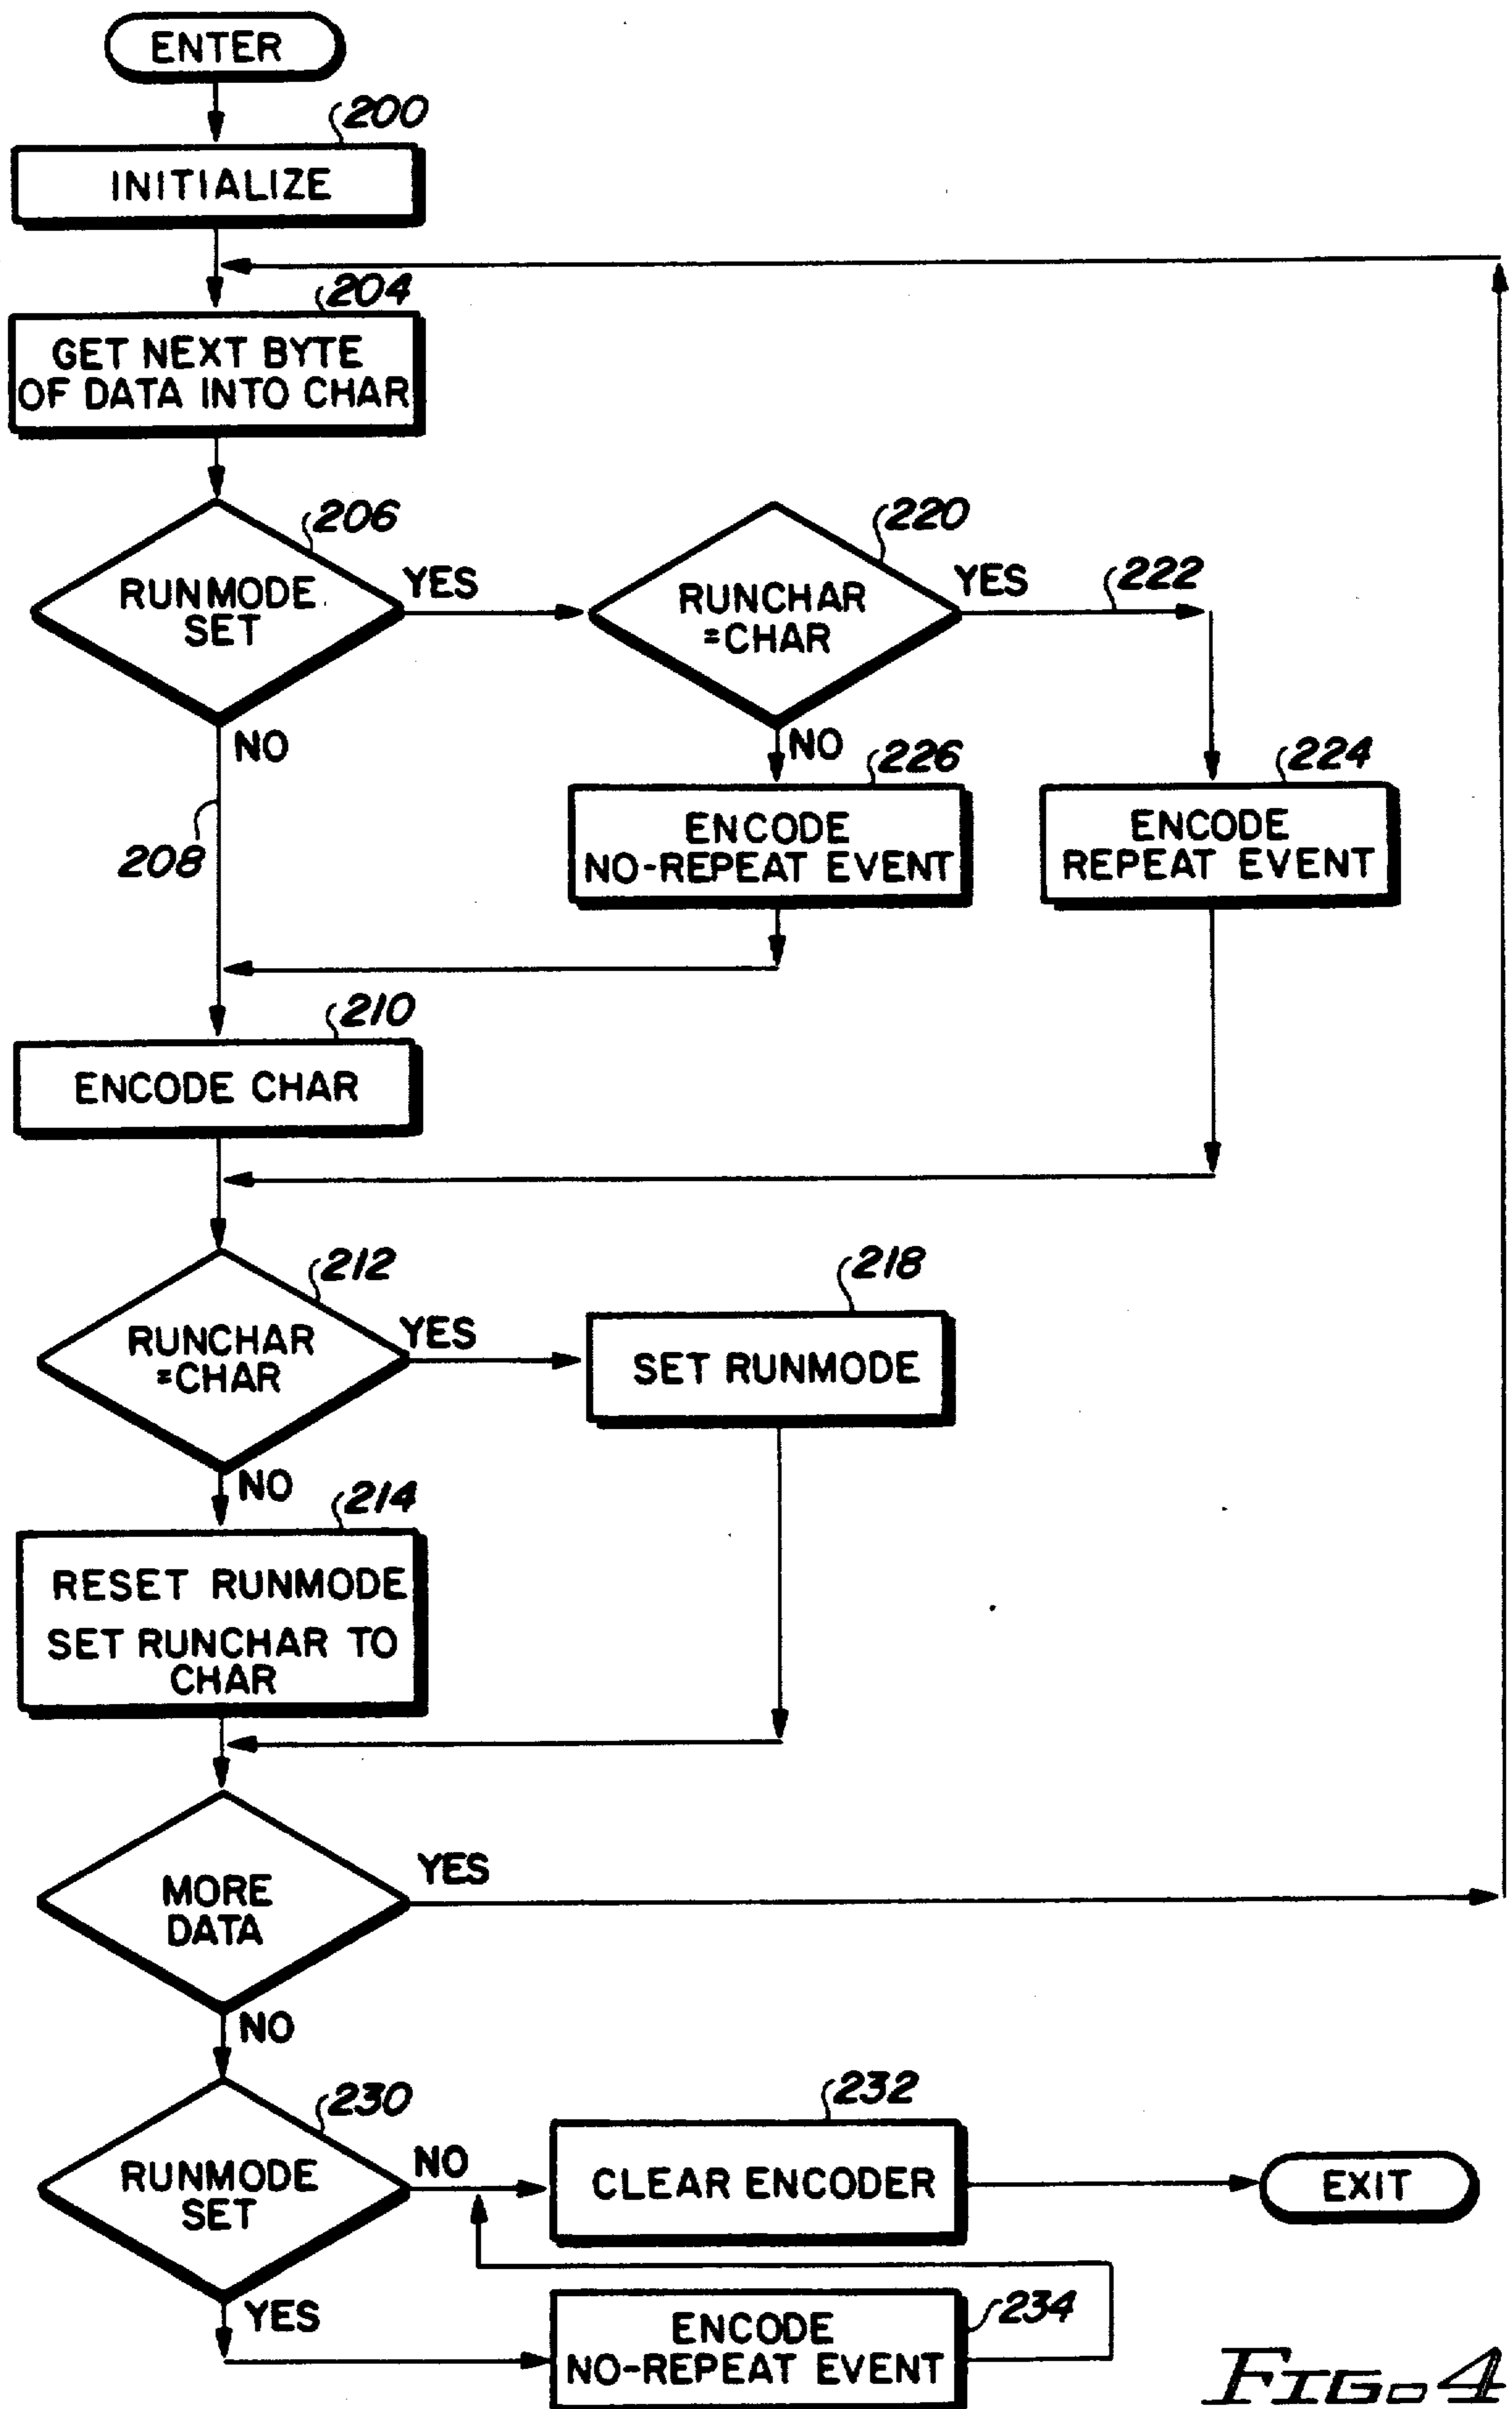 ENTER
200
INITIALIZE
204
GET NEXT BYTE
OF DATA INTO CHAR
206
RUNMODE
SET
YES
NO
208
220
RUNCHAR
=CHAR
YES
222
NO
226
ENCODE
NO-REPEAT EVENT
224
ENCODE
REPEAT EVENT
210
ENCODE CHAR
212
RUNCHAR
=CHAR
YES
218
SET RUNMODE
NO
214
RESET RUNMODE
SET RUNCHAR TO
CHAR
MORE
DATA
YES
NO
230
RUNMODE
SET
NO
232
CLEAR ENCODER
EXIT
YES
234
ENCODE
NO-REPEAT EVENT
FIG. 4